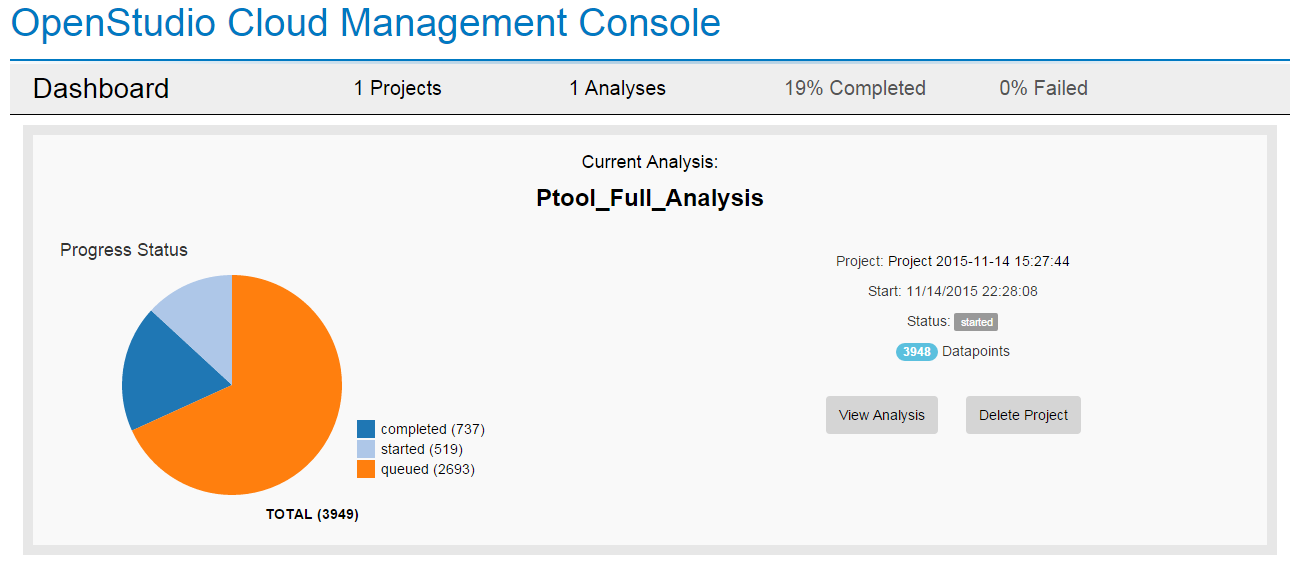 OpenStudio Cloud Management Console
Dashboard 1 Projects 1 Analyses 19% Completed 0% Failed
Current Analysis:
Ptool_Full_Analysis
Progress Status
completed (737)
started (519)
queued (2693)
TOTAL (3949)
Project: Project 2015-11-14 15:27:44
Start: 11/14/2015 22:28:08
Status: started
3948 Datapoints
View Analysis Delete Project